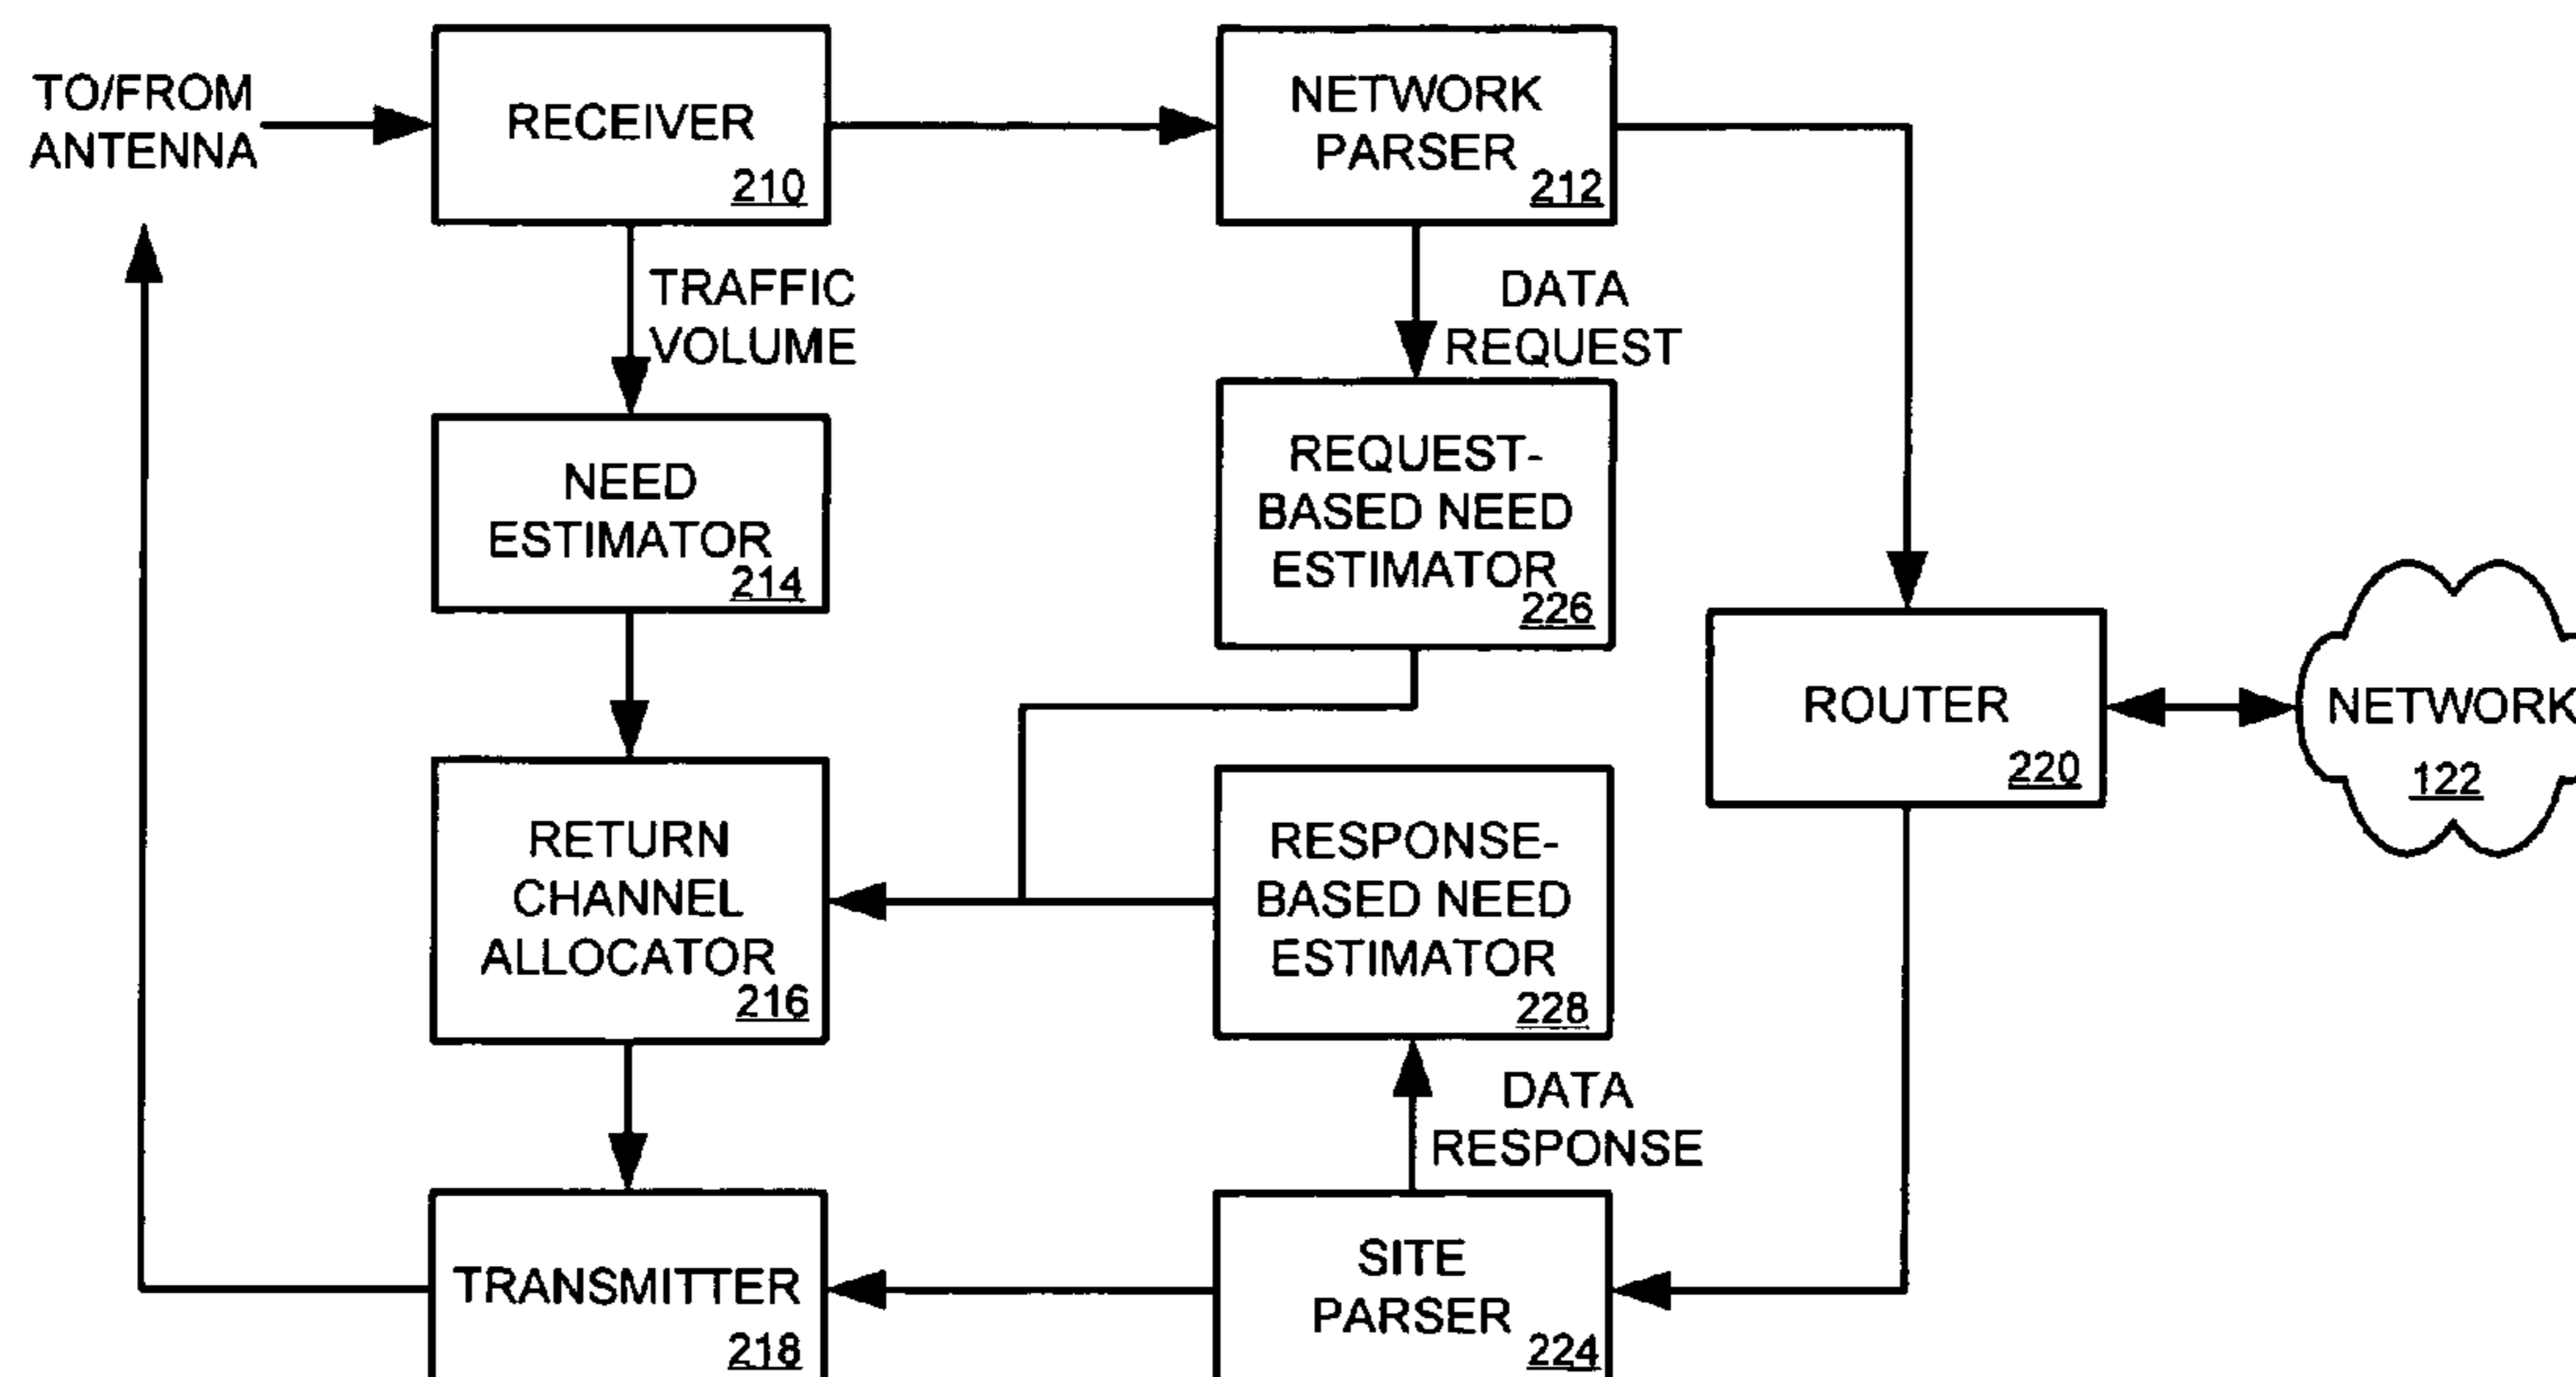 TO/FROM
ANTENNA
RECEIVER
210
NETWORK
PARSER
212
TRAFFIC
VOLUME
DATA
REQUEST
NEED
ESTIMATOR
214
REQUEST-
BASED NEED
ESTIMATOR
226
ROUTER
220
NETWORK
122
RETURN
CHANNEL
ALLOCATOR
216
RESPONSE-
BASED NEED
ESTIMATOR
228
DATA
RESPONSE
TRANSMITTER
218
SITE
PARSER
224